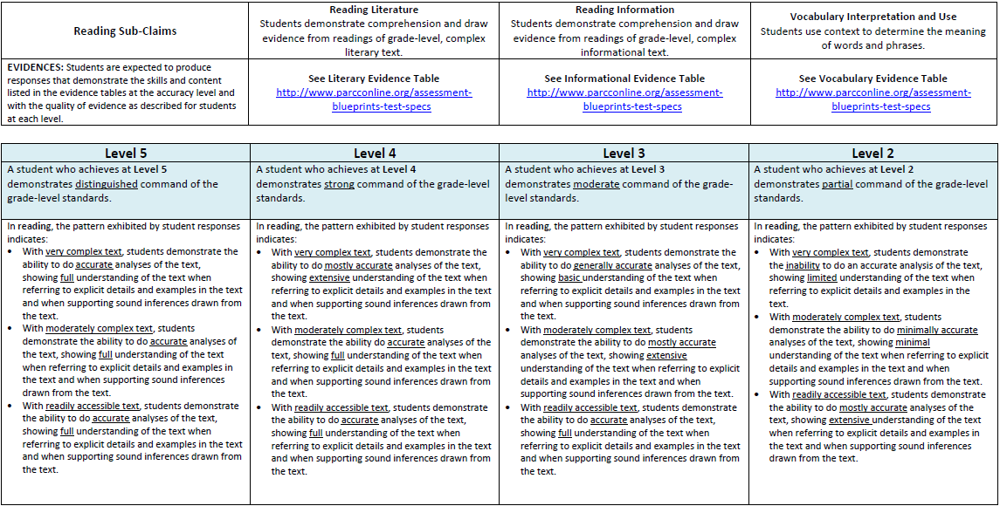 Reading Sub-Claims
Reading Literature
Students demonstrate comprehension and draw
evidence from readings of grade-level, complex
literary text.
Reading Information
Students demonstrate comprehension and draw
evidence from readings of grade-level, complex
informational text.
Vocabulary Interpretation and Use
Students use context to determine the meaning
of words and phrases.
EVIDENCES: Students are expected to produce
responses that demonstrate the skills and content
listed in the evidence tables at the accuracy level and
with the quality of evidence as described for students
at each level.
See Literary Evidence Table
http://www.parcconline.org/assessment-
blueprints-test-specs
See Informational Evidence Table
http://www.parcconline.org/assessment-
blueprints-test-specs
See Vocabulary Evidence Table
http://www.parcconline.org/assessment-
blueprints-test-specs
Level 5
Level 4
Level 3
Level 2
A student who achieves at Level 5
demonstrates distinguished command of the
grade-level standards.
A student who achieves at Level 4
demonstrates strong command of the grade-level
standards.
A student who achieves at Level 3
demonstrates moderate command of the grade-
level standards.
A student who achieves at Level 2
demonstrates partial command of the grade-level
standards.
In reading, the pattern exhibited by student responses
indicates:
• With very complex text, students demonstrate the
ability to do accurate analyses of the text,
showing full understanding of the text when
referring to explicit details and examples in the text
and when supporting sound inferences drawn from
the text.
• With moderately complex text, students
demonstrate the ability to do accurate analyses of
the text, showing full understanding of the text
when referring to explicit details and examples in
the text and when supporting sound inferences
drawn from the text.
• With readily accessible text, students demonstrate
the ability to do accurate analyses of the text,
showing full understanding of the text when
referring to explicit details and examples in the text
and when supporting sound inferences drawn from
the text.
In reading, the pattern exhibited by student responses
indicates:
• With very complex text, students demonstrate the
ability to do mostly accurate analyses of the text,
showing extensive understanding of the text when
referring to explicit details and examples in the text
and when supporting sound inferences drawn from
the text.
• With moderately complex text, students
demonstrate the ability do accurate analyses of the
text, showing full understanding of the text when
referring to explicit details and examples in the text
and when supporting sound inferences drawn from
the text.
• With readily accessible text, students demonstrate
the ability to do accurate analyses of the text,
showing full understanding of the text when
referring to explicit details and examples in the text
and when supporting sound inferences drawn from
the text.
In reading, the pattern exhibited by student responses
indicates:
• With very complex text, students demonstrate the
ability to do generally accurate analyses of the text,
showing basic understanding of the text when
referring to explicit details and examples in the text
and when supporting sound inferences drawn from
the text.
• With moderately complex text, students
demonstrate the ability to do mostly accurate
analyses of the text, showing extensive
understanding of the text when referring to explicit
details and examples in the text and when
supporting sound inferences drawn from the text.
• With readily accessible text, students demonstrate
the ability to do accurate analyses of the text,
showing full understanding of the text when
referring to explicit details and examples in the text
and when supporting sound inferences drawn from
the text.
In reading, the pattern exhibited by student responses
indicates:
• With very complex text, students demonstrate
the inability to do an accurate analysis of the text,
showing limited understanding of the text when
referring to explicit details and examples in the
text.
• With moderately complex text, students
demonstrate the ability to do minimally accurate
analyses of the text, showing minimal
understanding of the text when referring to explicit
details and examples in the text and when
supporting sound inferences drawn from the text.
• With readily accessible text, students demonstrate
the ability to do mostly accurate analyses of the
text, showing extensive understanding of the text
when referring to explicit details and examples in
the text and when supporting sound inferences
drawn from the text.